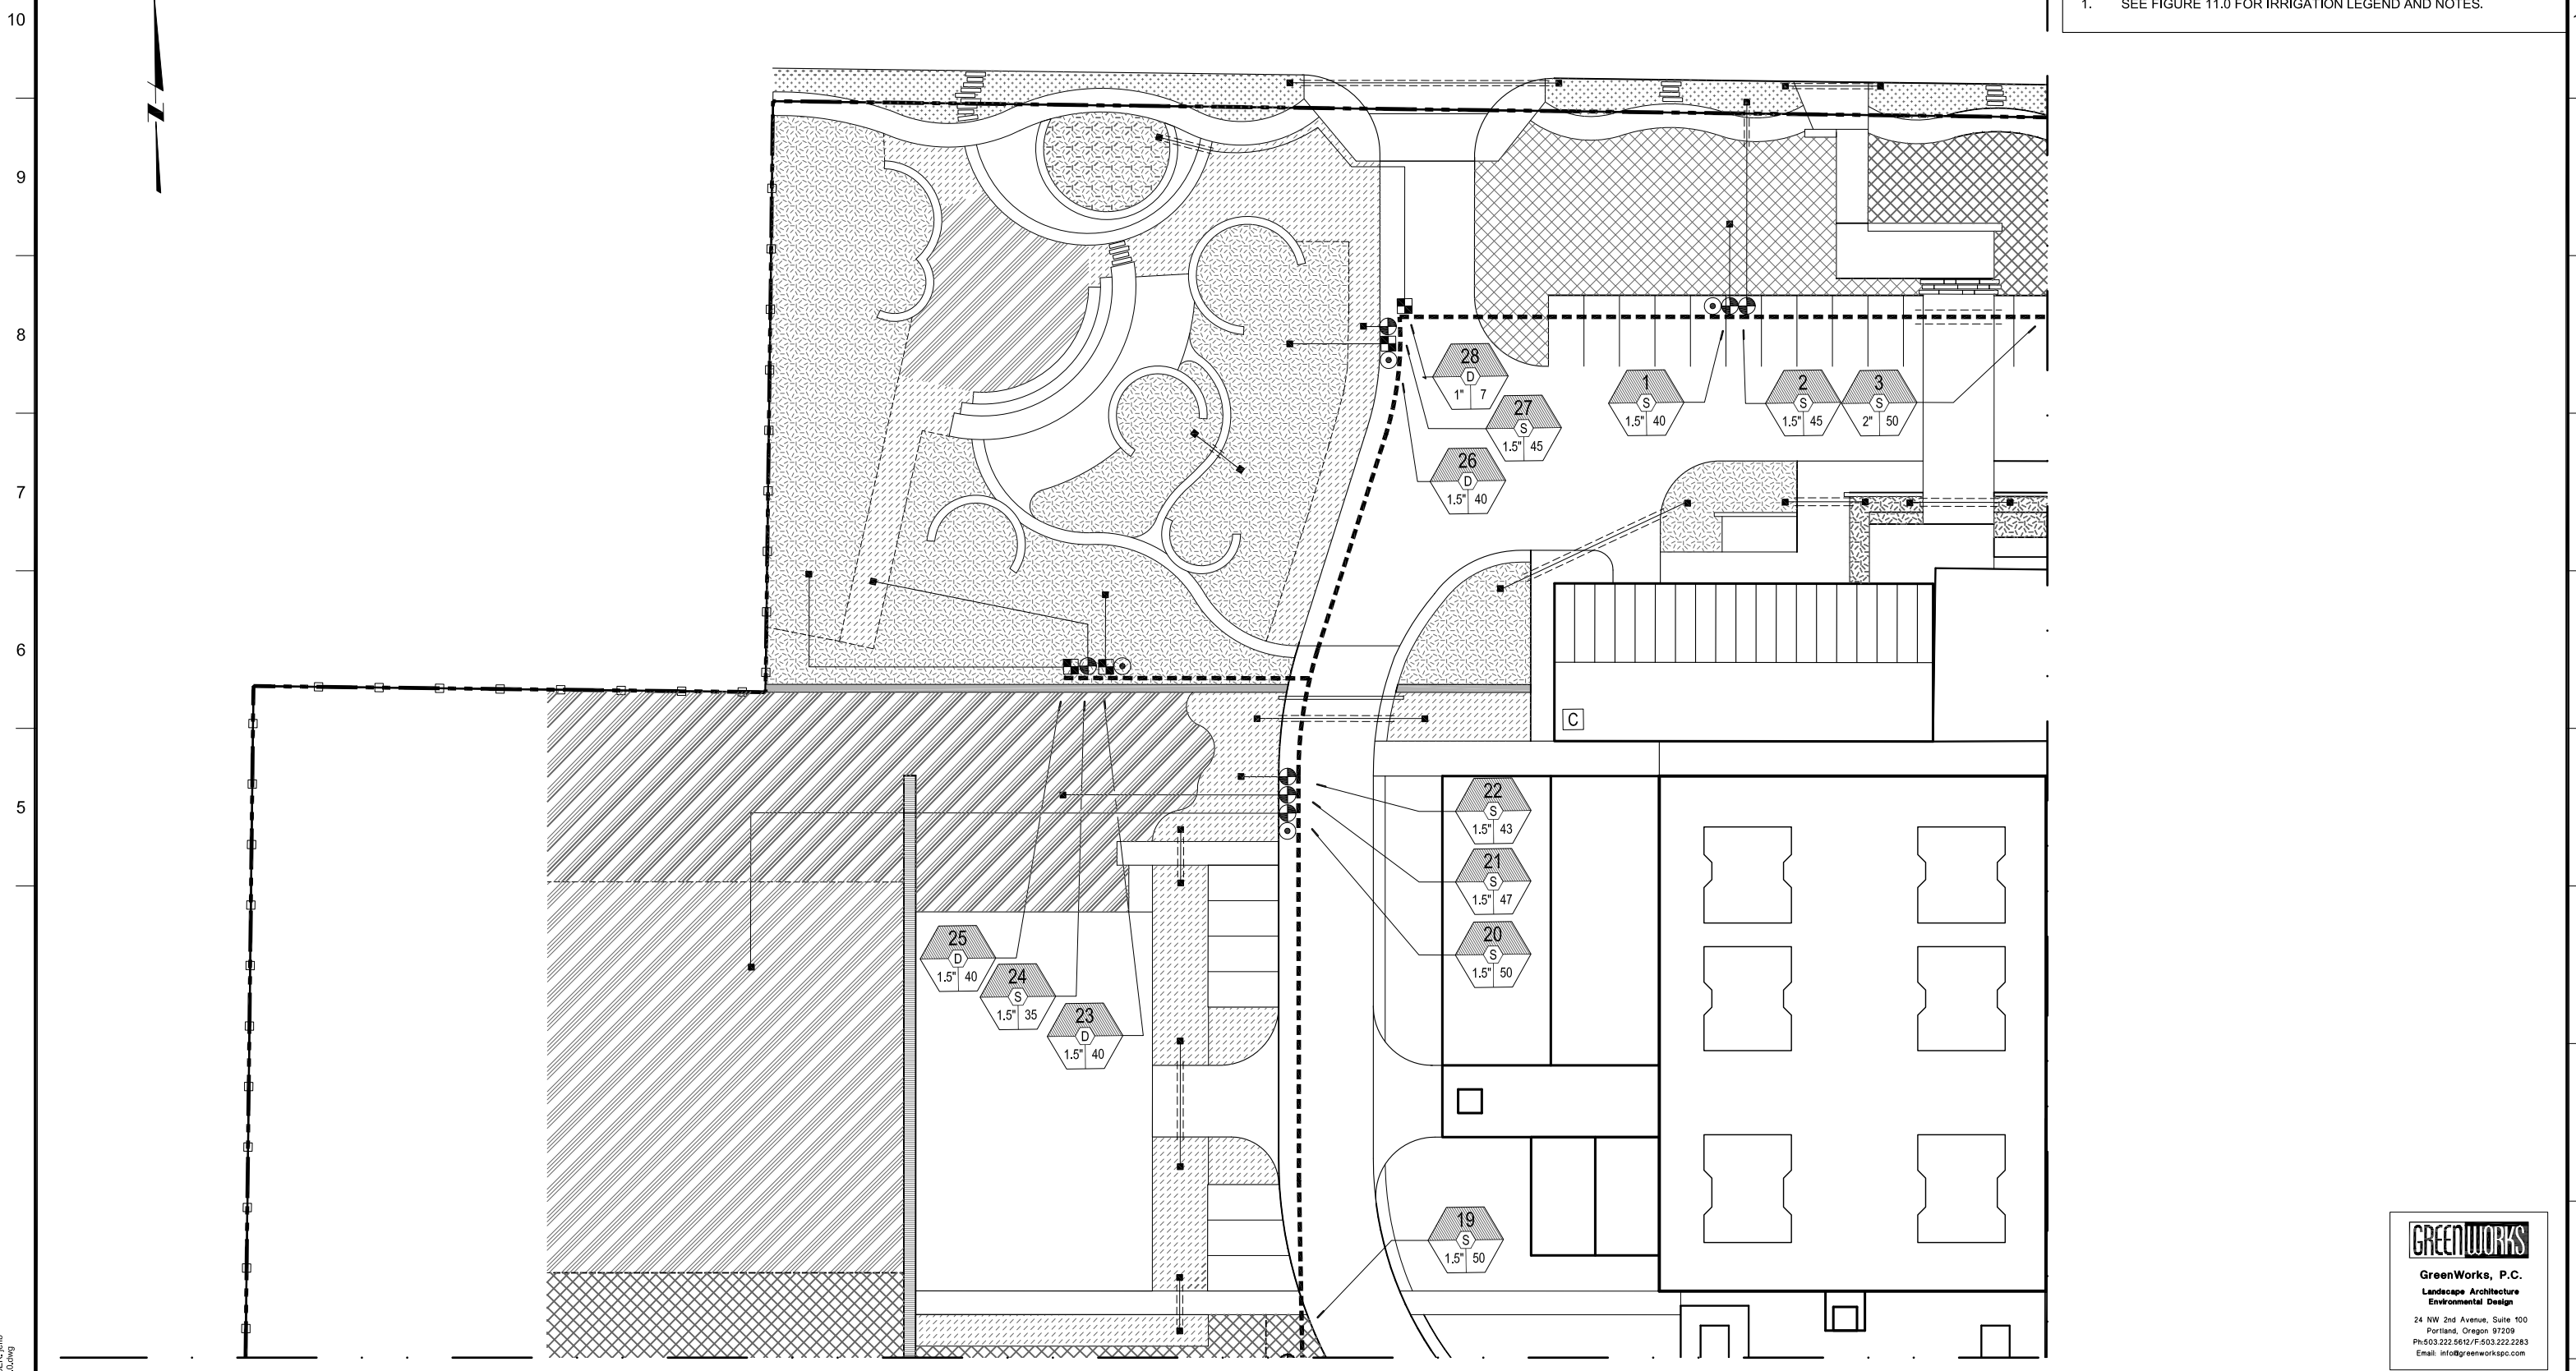 10
1. SEE FIGURE 11.0 FOR IRRIGATION LEGEND AND NOTES.
N
9
8
28
D
1" 7
1
S
1.5" 40
2
S
1.5" 45
3
S
2" 50
27
S
1.5" 45
26
D
1.5" 40
7
6
C
5
22
S
1.5" 43
21
S
1.5" 47
20
S
1.5" 50
25
D
1.5" 40
24
S
1.5" 35
23
D
1.5" 40
19
S
1.5" 50
GREENWORKS
GreenWorks, P.C.
Landscape Architecture
Environmental Design
24 NW 2nd Avenue, Suite 100
Portland, Oregon 97209
Ph:503.222.5612/F:503.222.2283
Email: info@greenworkspc.com